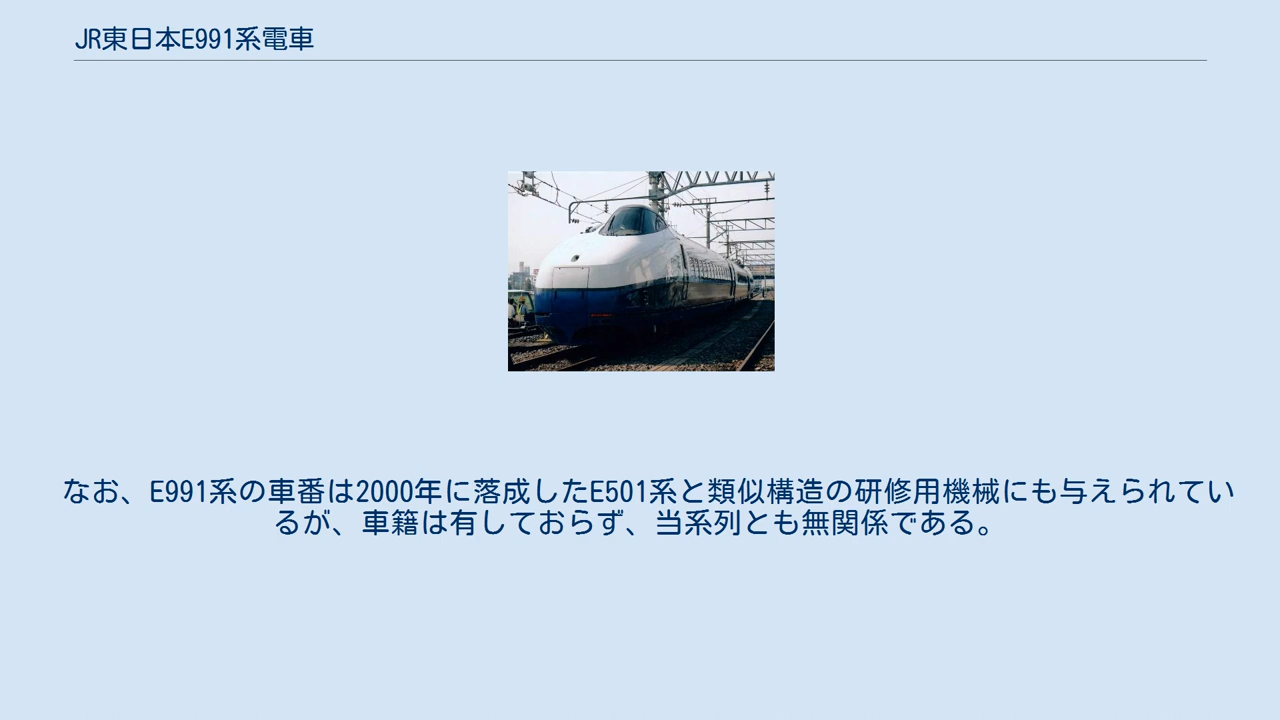 JR東日本E991系電車
なお、E991系の車番は2000年に落成したE501系と類似構造の研修用機械にも与えられてい
るが、車籍は有しておらず、当系列とも無関係である。